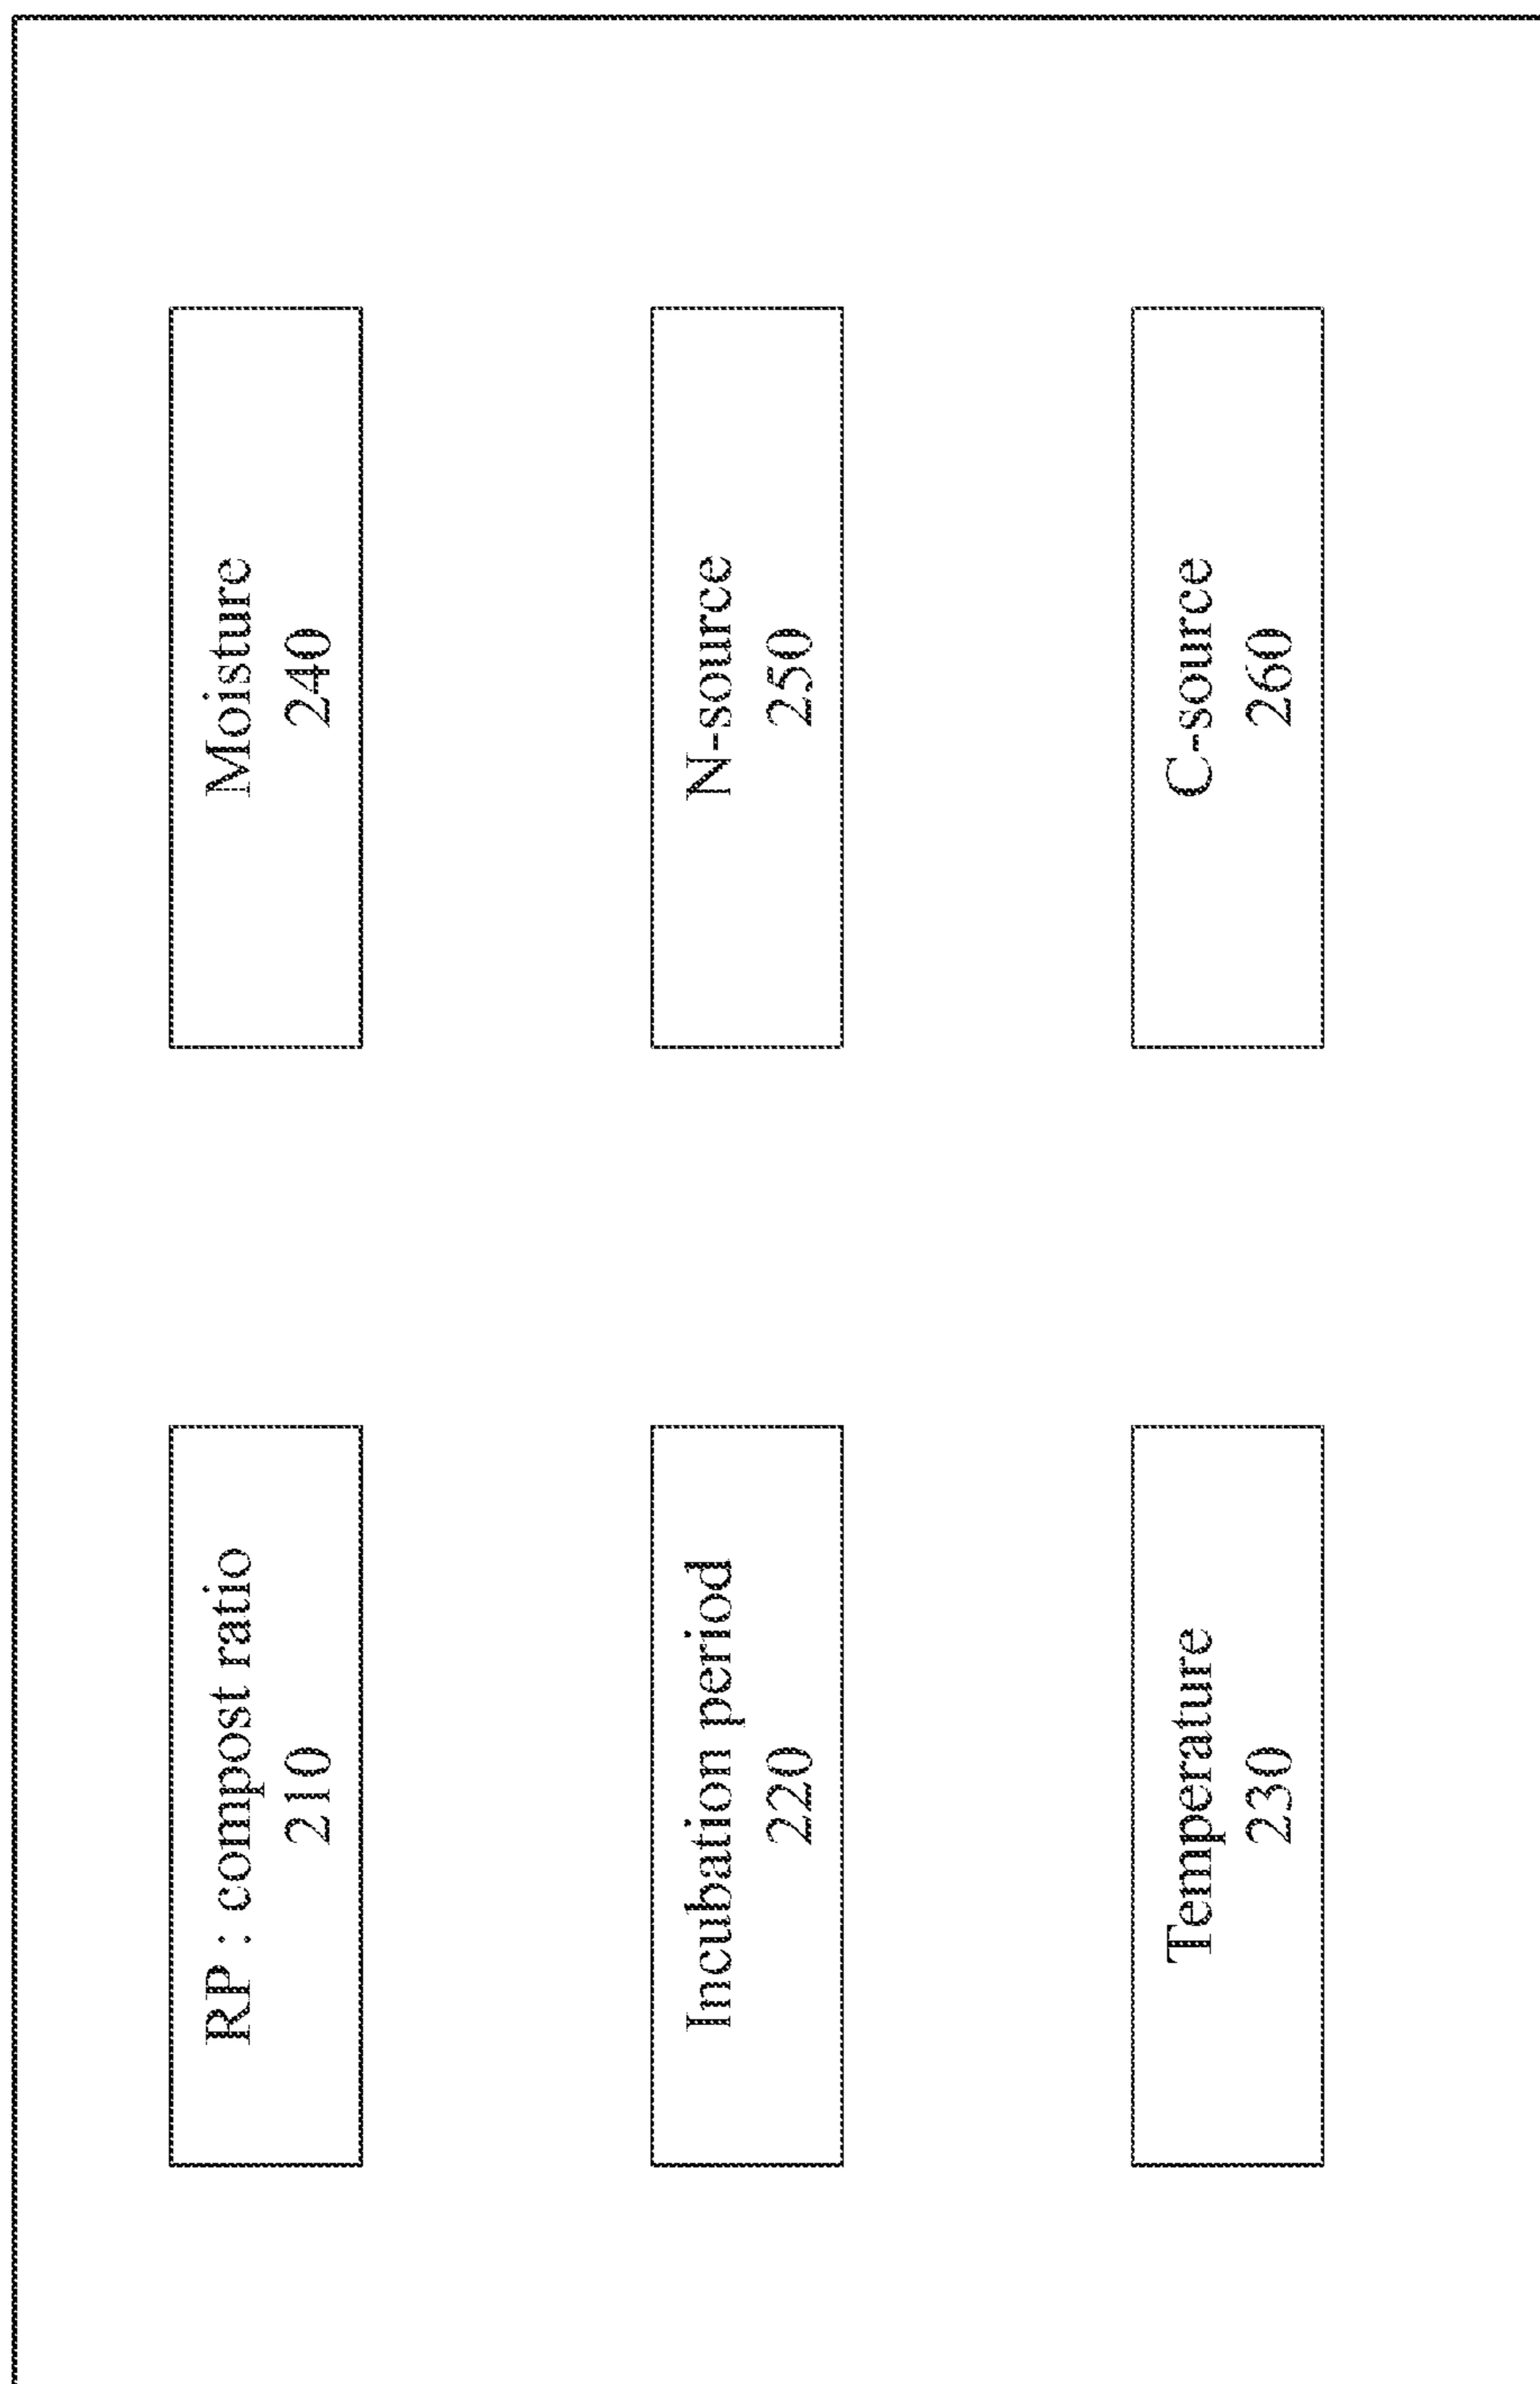 RP : compost ratio
210
Incubation period
220
Temperature
230
Moisture
240
N-source
250
C-source
260